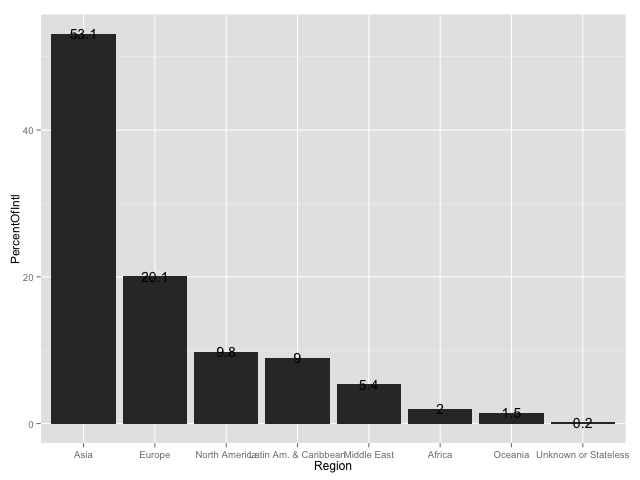 53.1
20.1
9.8
9
5.4
2
1.5
0.2
40
20
0
PercentOfIntl
Asia
Europe
North America
Latin Am. & Caribbean
Middle East
Africa
Oceania
Unknown or Stateless
Region